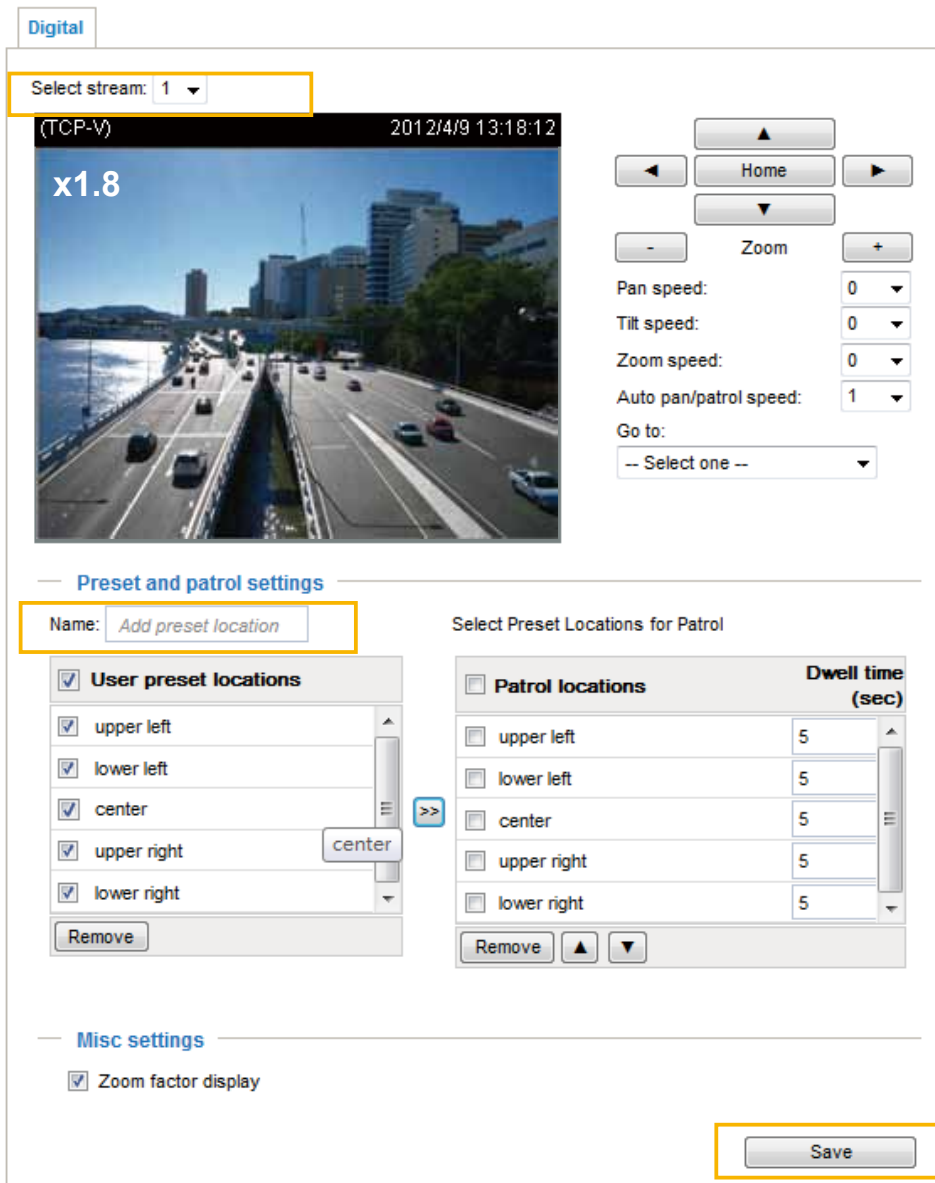 Digital
Select stream: 1
(TCP-V) 2012/4/9 13:18:12
x1.8
Home
- Zoom +
Pan speed: 0
Tilt speed: 0
Zoom speed: 0
Auto pan/patrol speed: 1
Go to:
-- Select one --
Preset and patrol settings
Name: Add preset location
Select Preset Locations for Patrol
User preset locations
upper left
lower left
center
upper right
lower right
center
Remove
>>
Patrol locations Dwell time (sec)
upper left 5
lower left 5
center 5
upper right 5
lower right 5
Remove
Misc settings
Zoom factor display
Save